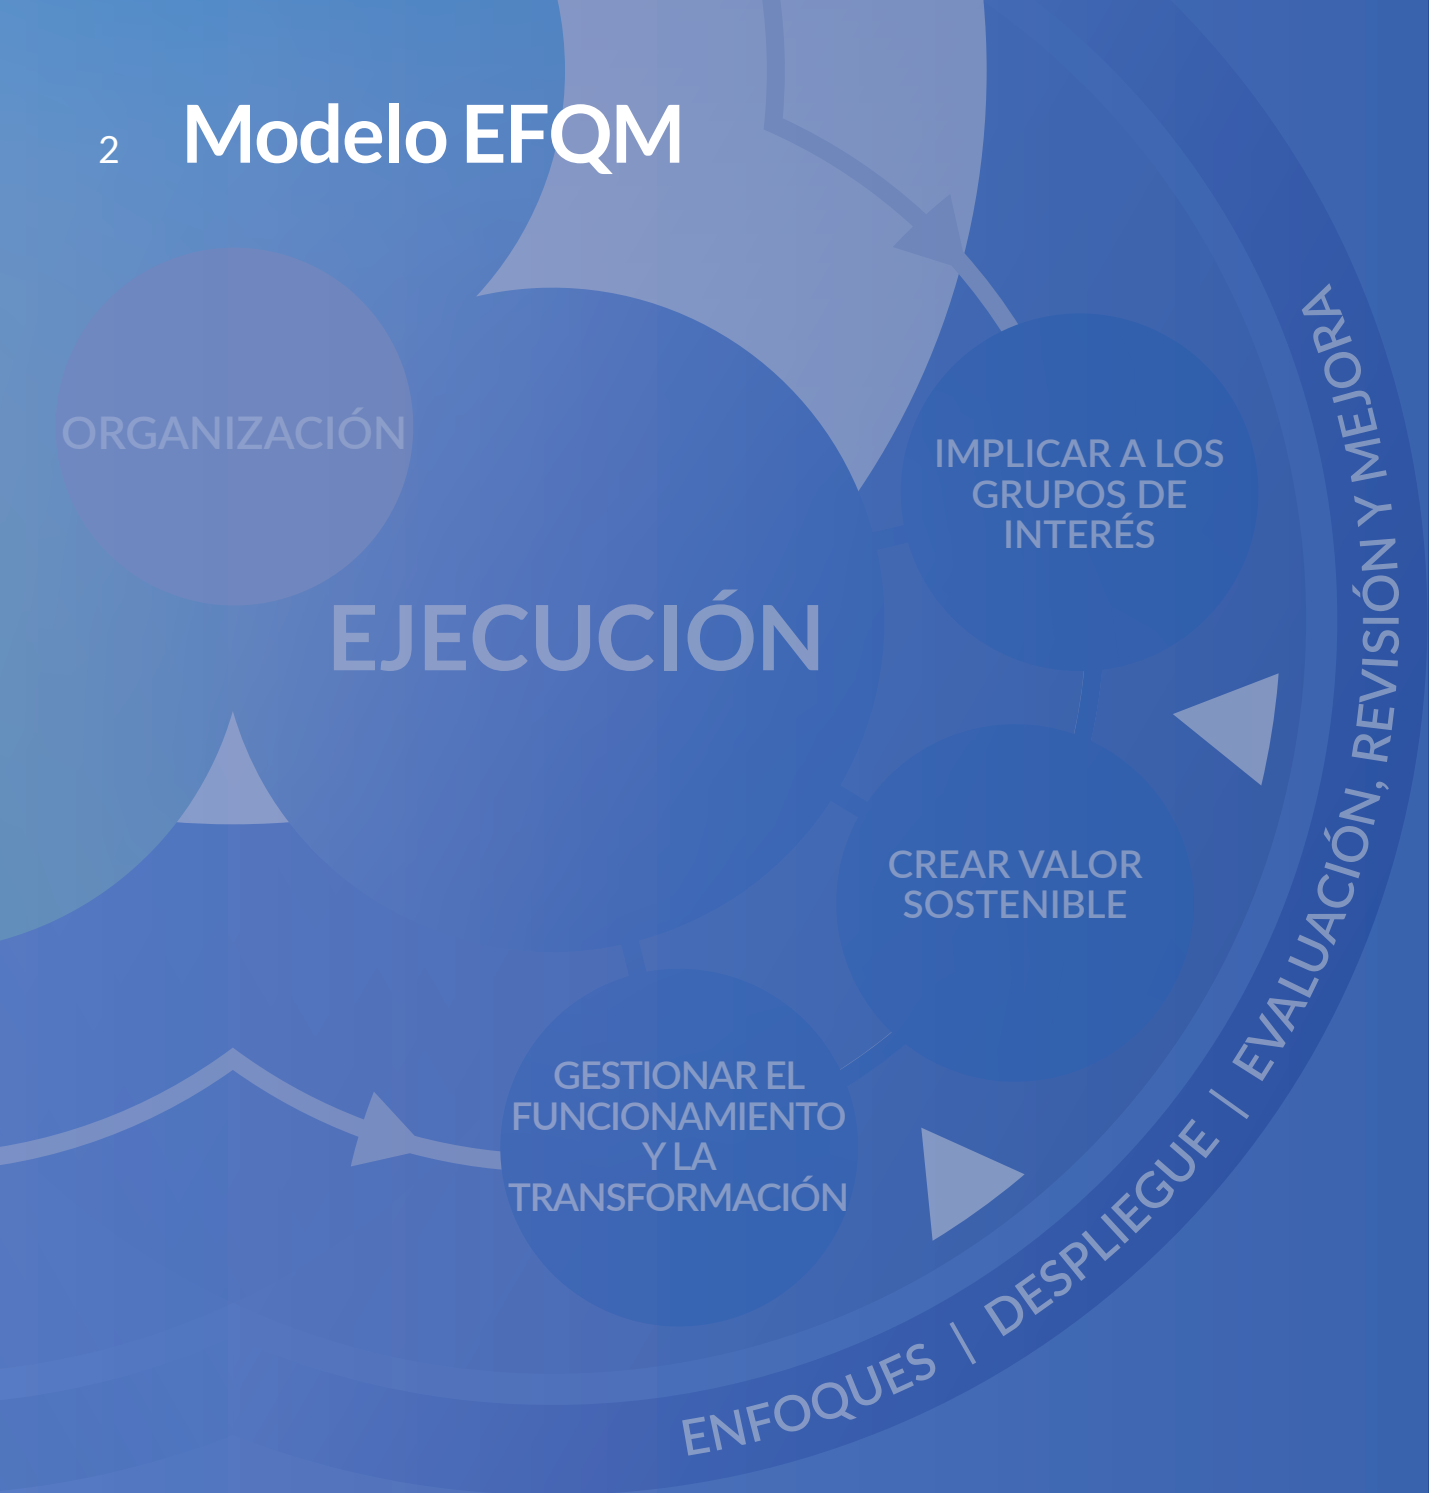 2 Modelo EFQM
ORGANIZACIÓN
EJECUCIÓN
IMPLICAR A LOS
GRUPOS DE
INTERÉS
CREAR VALOR
SOSTENIBLE
GESTIONAR EL
FUNCIONAMIENTO
Y LA
TRANSFORMACIÓN
ENFOQUES | DESPLIEGUE | EVALUACIÓN, REVISIÓN Y MEJORA